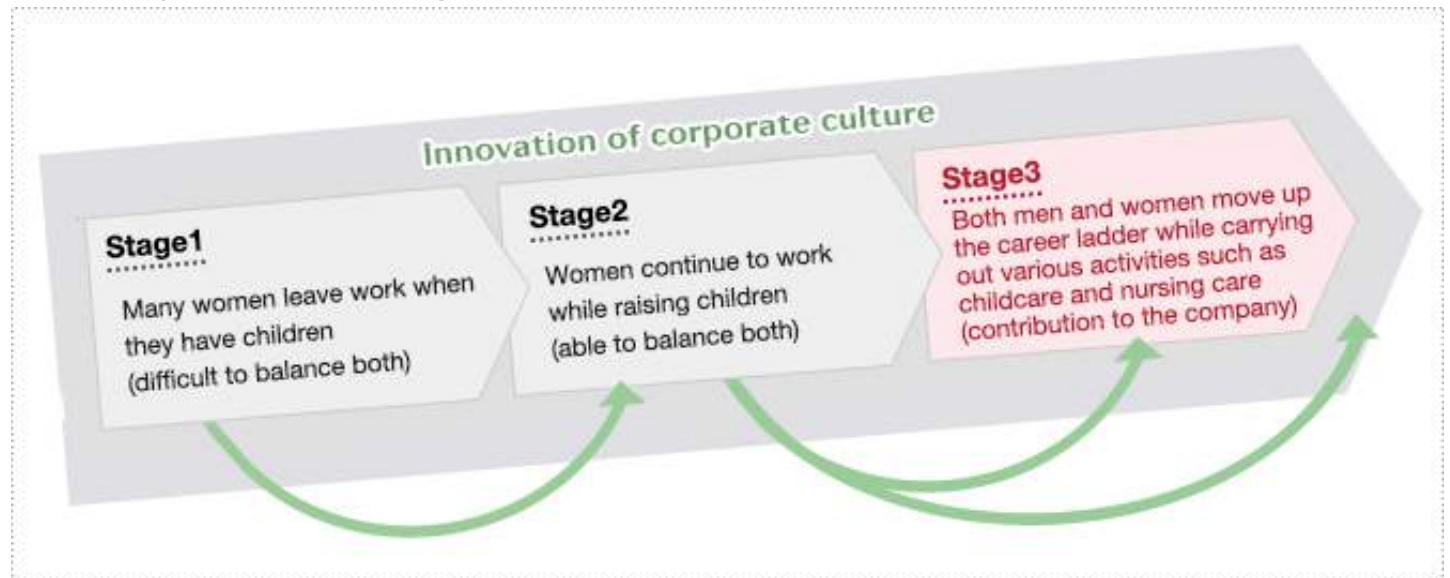 Innovation of corporate culture
Stage1
Many women leave work when
they have children
(difficult to balance both)
Stage2
Women continue to work
while raising children
(able to balance both)
Stage3
Both men and women move up
the career ladder while carrying
out various activities such as
childcare and nursing care
(contribution to the company)